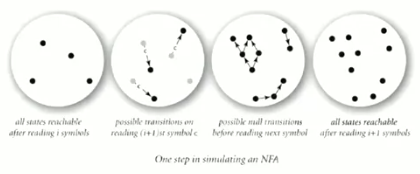 c
c
c
all states reachable
after reading i symbols
possible transitions on
reading (i+1)st symbol c
possible null transitions
before reading next symbol
all states reachable
after reading i+1 symbols
One step in simulating an NFA